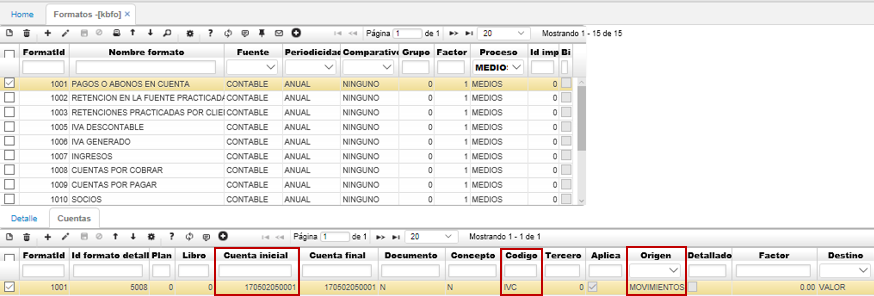 Home Formatos -[kbfo] ×
Página 1 de 1 20 Mostrando 1 - 15 de 15
FormatId Nombre formato Fuente Periodicidad Comparativo Grupo Factor Proceso Id imp Bi
MEDIO:
1001 PAGOS O ABONOS EN CUENTA CONTABLE ANUAL NINGUNO 0 1 MEDIOS 0
1002 RETENCION EN LA FUENTE PRACTICADA CONTABLE ANUAL NINGUNO 0 1 MEDIOS 0
1003 RETENCIONES PRACTICADAS POR CLIE CONTABLE ANUAL NINGUNO 0 1 MEDIOS 0
1005 IVA DESCONTABLE CONTABLE ANUAL NINGUNO 0 1 MEDIOS 0
1006 IVA GENERADO CONTABLE ANUAL NINGUNO 0 1 MEDIOS 0
1007 INGRESOS CONTABLE ANUAL NINGUNO 0 1 MEDIOS 0
1008 CUENTAS POR COBRAR CONTABLE ANUAL NINGUNO 0 1 MEDIOS 0
1009 CUENTAS POR PAGAR CONTABLE ANUAL NINGUNO 0 1 MEDIOS 0
1010 SOCIOS CONTABLE ANUAL NINGUNO 0 1 MEDIOS 0
Detalle Cuentas
Página 1 de 1 20 Mostrando 1 - 1 de 1
FormatId Id formato detall Plan Libro Cuenta inicial Cuenta final Documento Concepto Codigo Tercero Aplica Origen Detallado Factor Destino
1001 5008 0 0 170502050001 170502050001 N N IVC 0 MOVIMIENTOS 0.00 VALOR